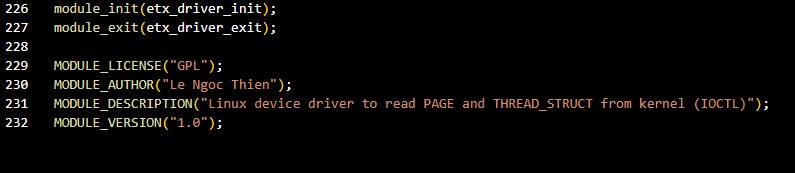 226 module_init(etx_driver_init);
227 module_exit(etx_driver_exit);
228
229 MODULE_LICENSE("GPL");
230 MODULE_AUTHOR("Le Ngoc Thien");
231 MODULE_DESCRIPTION("Linux device driver to read PAGE and THREAD_STRUCT from kernel (IOCTL)");
232 MODULE_VERSION("1.0");